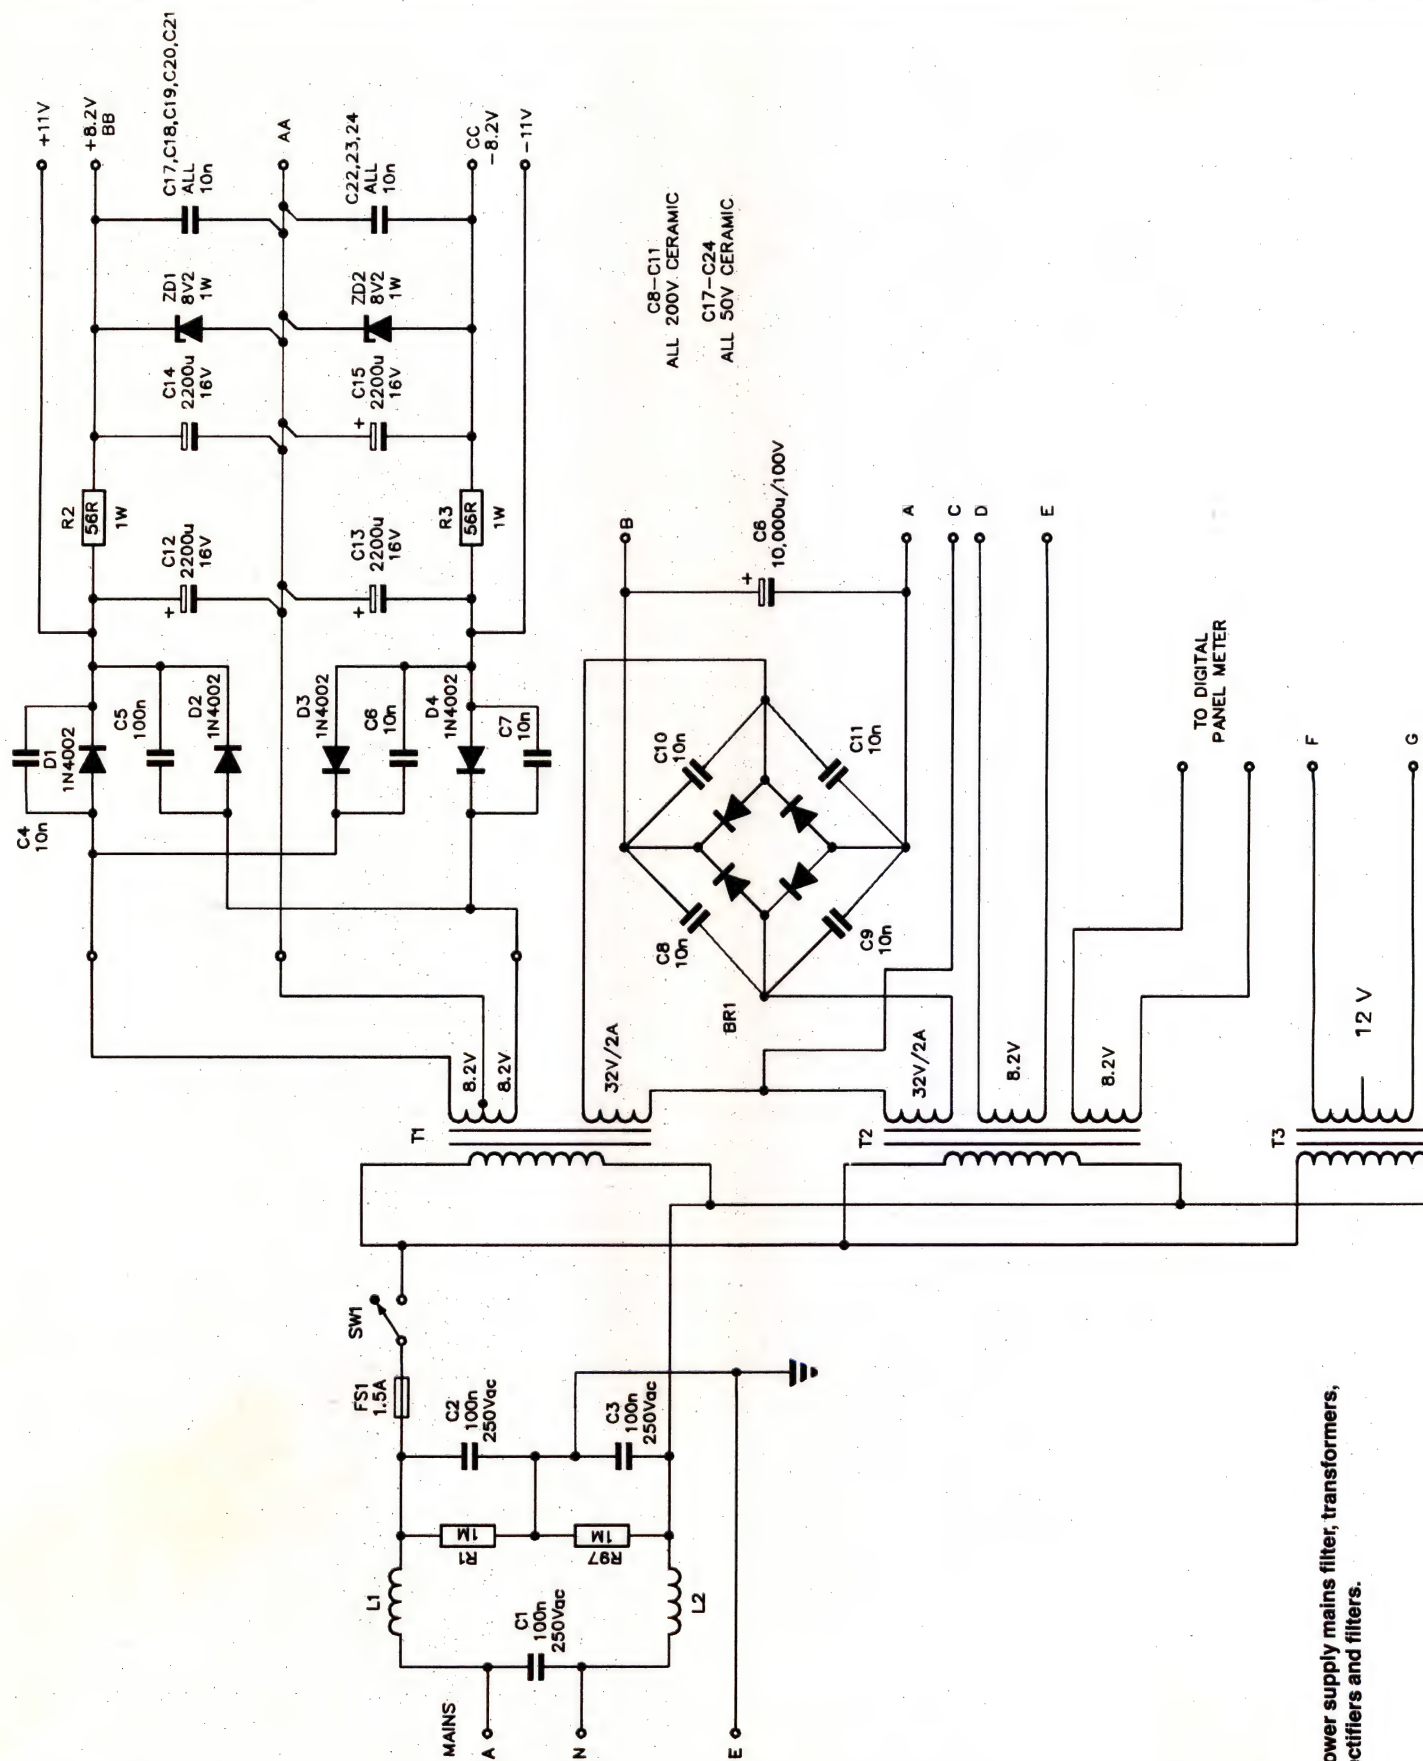 +11V
+8.2V
BB
C17,C18,C19,C20,C21
ALL
10n
AA
C22,23,24
ALL
10n
CC
-8.2V
-11V
ZD1
8V2
1W
ZD2
8V2
1W
C14
2200u
16V
+
C15
2200u
16V
R2
56R
1W
R3
56R
1W
+
C12
2200u
16V
+
C13
2200u
16V
C4
10n
D1
1N4002
C5
100n
D2
1N4002
D3
1N4002
C6
10n
D4
1N4002
C7
10n
C8-C11
ALL 200V CERAMIC
C17-C24
ALL 50V CERAMIC
B
+
C6
10,000u/100V
A
C
D
E
C10
10n
C11
10n
C8
10n
C9
10n
BR1
TO DIGITAL
PANEL METER
F
G
12 V
T1
8.2V
8.2V
32V/2A
T2
32V/2A
8.2V
8.2V
T3
SW1
FS1
1.5A
C2
100n
250Vac
C3
100n
250Vac
R1
1M
R97
1M
L1
L2
C1
100n
250Vac
MAINS
A
N
E
ower supply mains filter, transformers,
ectifiers and filters.